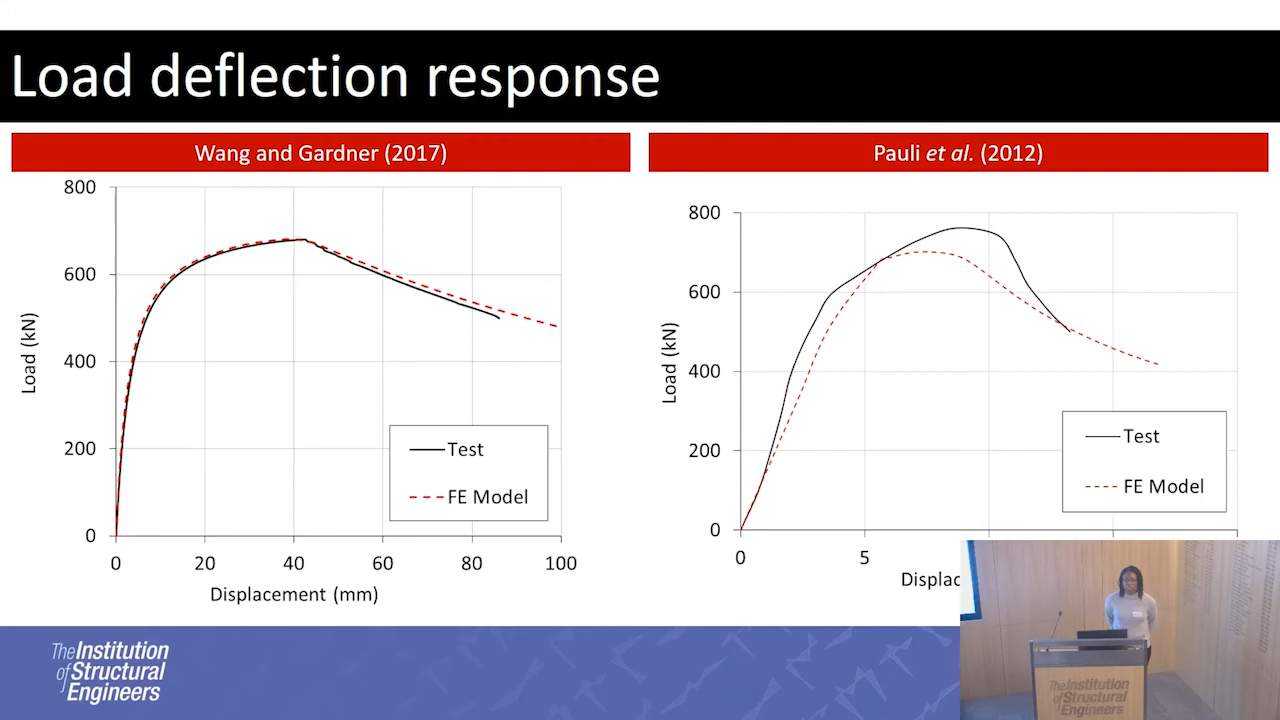 Load deflection response
Wang and Gardner (2017)
Pauli et al. (2012)
800
600
400
200
0
Load (kN)
0
20
40
60
80
100
Displacement (mm)
Test
FE Model
800
600
400
200
0
Load (kN)
0
5
Displac
Test
FE Model
The Institution
of Structural
Engineers
The Institution
of Structural
Engineers